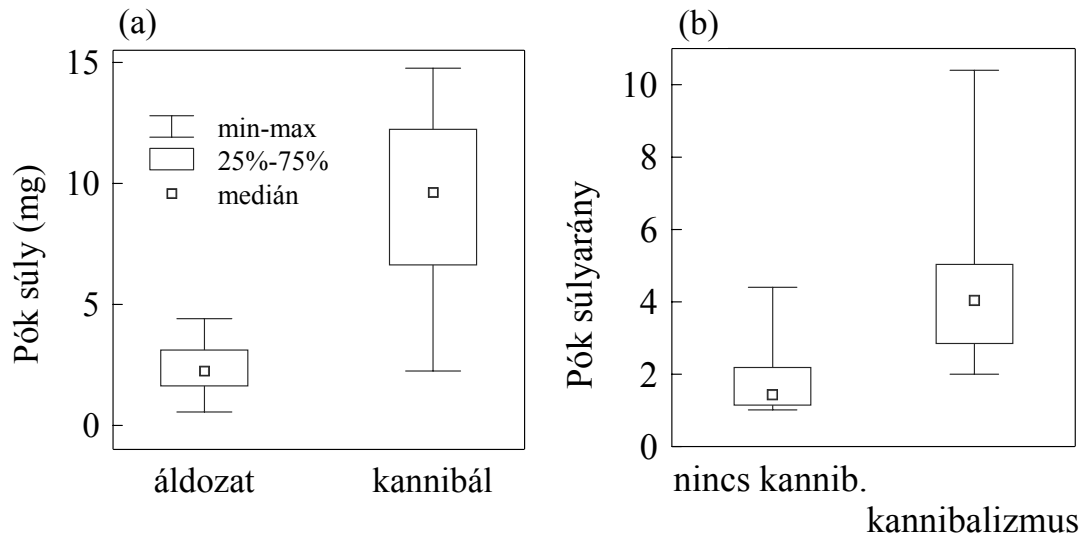 (a)
Pók súly (mg)
15
10
5
0
min-max
25%-75%
medián
áldozat
kannibál
(b)
Pók súlyarány
10
8
6
4
2
0
nincs kannib.
kannibalizmus